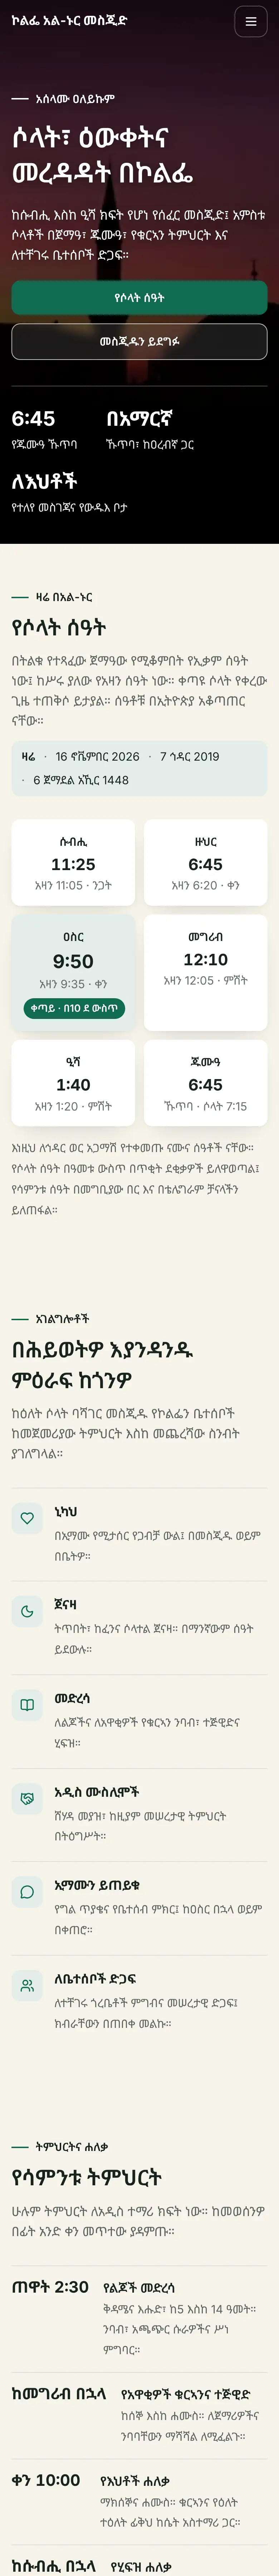 ኮልፌ አል-ኑር መስጂድ
አሰላሙ ዐለይኩም
ሶላት፣ ዕውቀትና
መረዳዳት በኮልፌ
ከሱብሒ እስከ ዒሻ ክፍት የሆነ የሰፈር መስጂድ፤ አምስቱ
ሶላቶች በጀማዓ፣ ጁሙዓ፣ የቁርኣን ትምህርት እና
ለተቸገሩ ቤተሰቦች ድጋፍ።
የሶላት ሰዓት
መስጂዱን ይደግፉ
6:45
የጁሙዓ ኹጥባ
በአማርኛ
ኹጥባ፣ ከዐረብኛ ጋር
ለእህቶች
የተለየ መስገጃና የውዱእ ቦታ
ዛሬ በአል-ኑር
የሶላት ሰዓት
በትልቁ የተጻፈው ጀማዓው የሚቆምበት የኢቃም ሰዓት
ነው፤ ከሥሩ ያለው የአዛን ሰዓት ነው። ቀጣዩ ሶላት የቀረው
ጊዜ ተጠቅሶ ይታያል። ሰዓቶቹ በኢትዮጵያ አቆጣጠር
ናቸው።
ዛሬ · 16 ኖቬምበር 2026 · 7 ኅዳር 2019
· 6 ጀማደል አኺር 1448
ሱብሒ
11:25
አዛን 11:05 · ንጋት
ዙህር
6:45
አዛን 6:20 · ቀን
ዐስር
9:50
አዛን 9:35 · ቀን
ቀጣይ · በ10 ደ ውስጥ
መግሪብ
12:10
አዛን 12:05 · ምሽት
ዒሻ
1:40
አዛን 1:20 · ምሽት
ጁሙዓ
6:45
ኹጥባ · ሶላት 7:15
እነዚህ ለኅዳር ወር አጋማሽ የተቀመጡ ናሙና ሰዓቶች ናቸው።
የሶላት ሰዓት በዓመቱ ውስጥ በጥቂት ደቂቃዎች ይለዋወጣል፤
የሳምንቱ ሰዓት በመግቢያው በር እና በቴሌግራም ቻናላችን
ይለጠፋል።
አገልግሎቶች
በሕይወትዎ እያንዳንዱ
ምዕራፍ ከጎንዎ
ከዕለት ሶላት ባሻገር መስጂዱ የኮልፌን ቤተሰቦች
ከመጀመሪያው ትምህርት እስከ መጨረሻው ስንብት
ያገለግላል።
ኒካህ
በኢማሙ የሚታሰር የጋብቻ ውል፤ በመስጂዱ ወይም
በቤትዎ።
ጀናዛ
ትጥበት፣ ከፈንና ሶላተል ጀናዛ። በማንኛውም ሰዓት
ይደውሉ።
መድረሳ
ለልጆችና ለአዋቂዎች የቁርኣን ንባብ፣ ተጅዊድና
ሂፍዝ።
አዲስ ሙስሊሞች
ሸሃዳ መያዝ፣ ከዚያም መሠረታዊ ትምህርት
በትዕግሥት።
ኢማሙን ይጠይቁ
የግል ጥያቄና የቤተሰብ ምክር፤ ከዐስር በኋላ ወይም
በቀጠሮ።
ለቤተሰቦች ድጋፍ
ለተቸገሩ ጎረቤቶች ምግብና መሠረታዊ ድጋፍ፤
ክብራቸውን በጠበቀ መልኩ።
ትምህርትና ሐለቃ
የሳምንቱ ትምህርት
ሁሉም ትምህርት ለአዲስ ተማሪ ክፍት ነው። ከመወሰንዎ
በፊት አንድ ቀን መጥተው ያዳምጡ።
ጠዋት 2:30
የልጆች መድረሳ
ቅዳሜና እሑድ፣ ከ5 እስከ 14 ዓመት።
ንባብ፣ አጫጭር ሱራዎችና ሥነ
ምግባር።
ከመግሪብ በኋላ
የአዋቂዎች ቁርኣንና ተጅዊድ
ከሰኞ እስከ ሐሙስ። ለጀማሪዎችና
ንባባቸውን ማሻሻል ለሚፈልጉ።
ቀን 10:00
የእህቶች ሐለቃ
ማክሰኞና ሐሙስ። ቁርኣንና የዕለት
ተዕለት ፊቅህ ከሴት አስተማሪ ጋር።
ከሱብሒ በኋላ
የሂፍዝ ሐለቃ